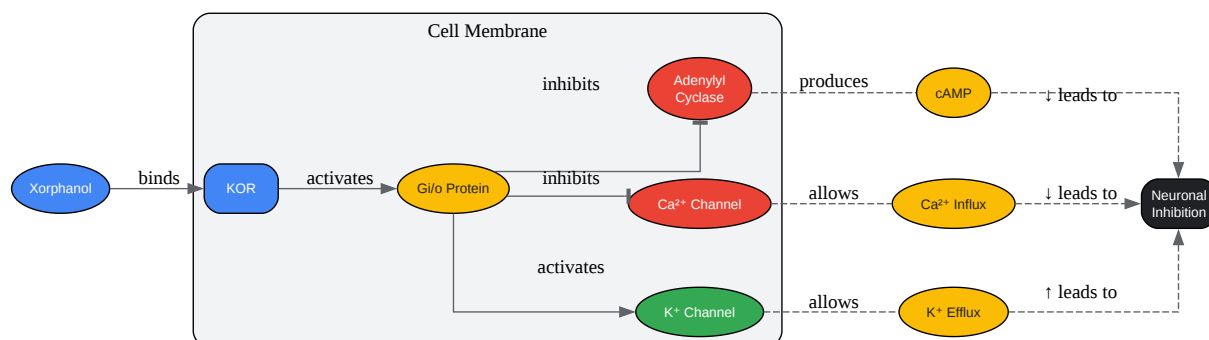 Cell Membrane
inhibits
Adenylyl
Cyclase
produces
cAMP
↓ leads to
Xorphanol
binds
KOR
activates
Gi/o Protein
inhibits
Ca²⁺ Channel
allows
Ca²⁺ Influx
↓ leads to
Neuronal
Inhibition
activates
K⁺ Channel
allows
K⁺ Efflux
↑ leads to